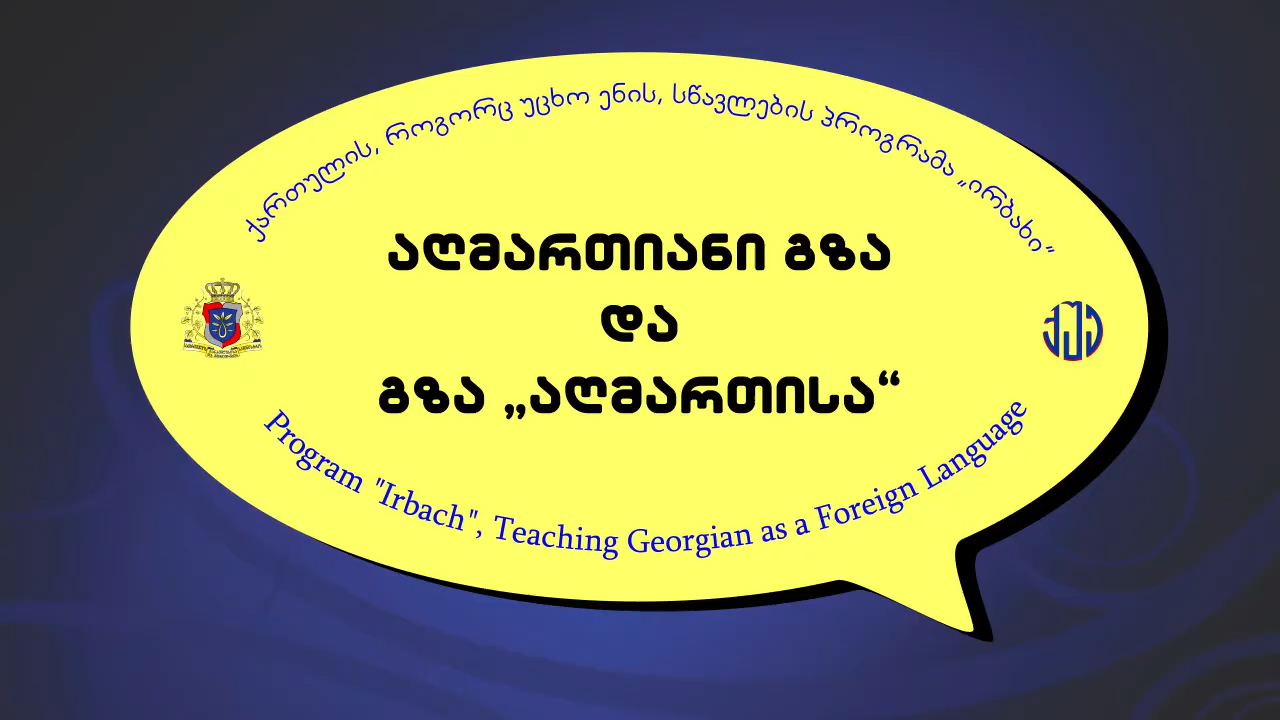 ქართულის, როგორც უცხო ენის, სწავლების პროგრამა „ირბახი“
აღმართიანი გზა
და
გზა „აღმართისა“
Program "Irbach", Teaching Georgian as a Foreign Language